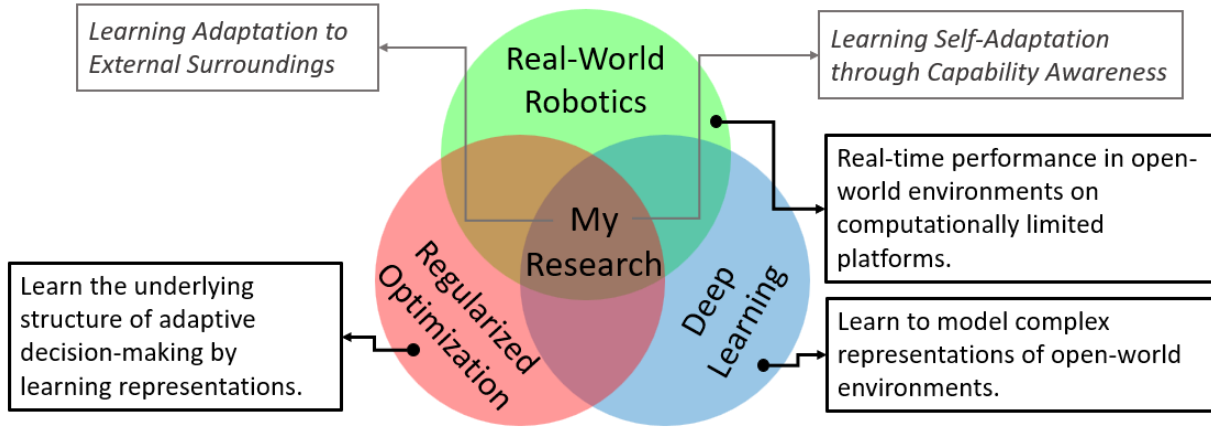 Learning Adaptation to
External Surroundings
Real-World
Robotics
Learning Self-Adaptation
through Capability Awareness
Real-time performance in open-
world environments on
computationally limited
platforms.
My
Research
Regularized
Optimization
Deep
Learning
Learn the underlying
structure of adaptive
decision-making by
learning representations.
Learn to model complex
representations of open-world
environments.